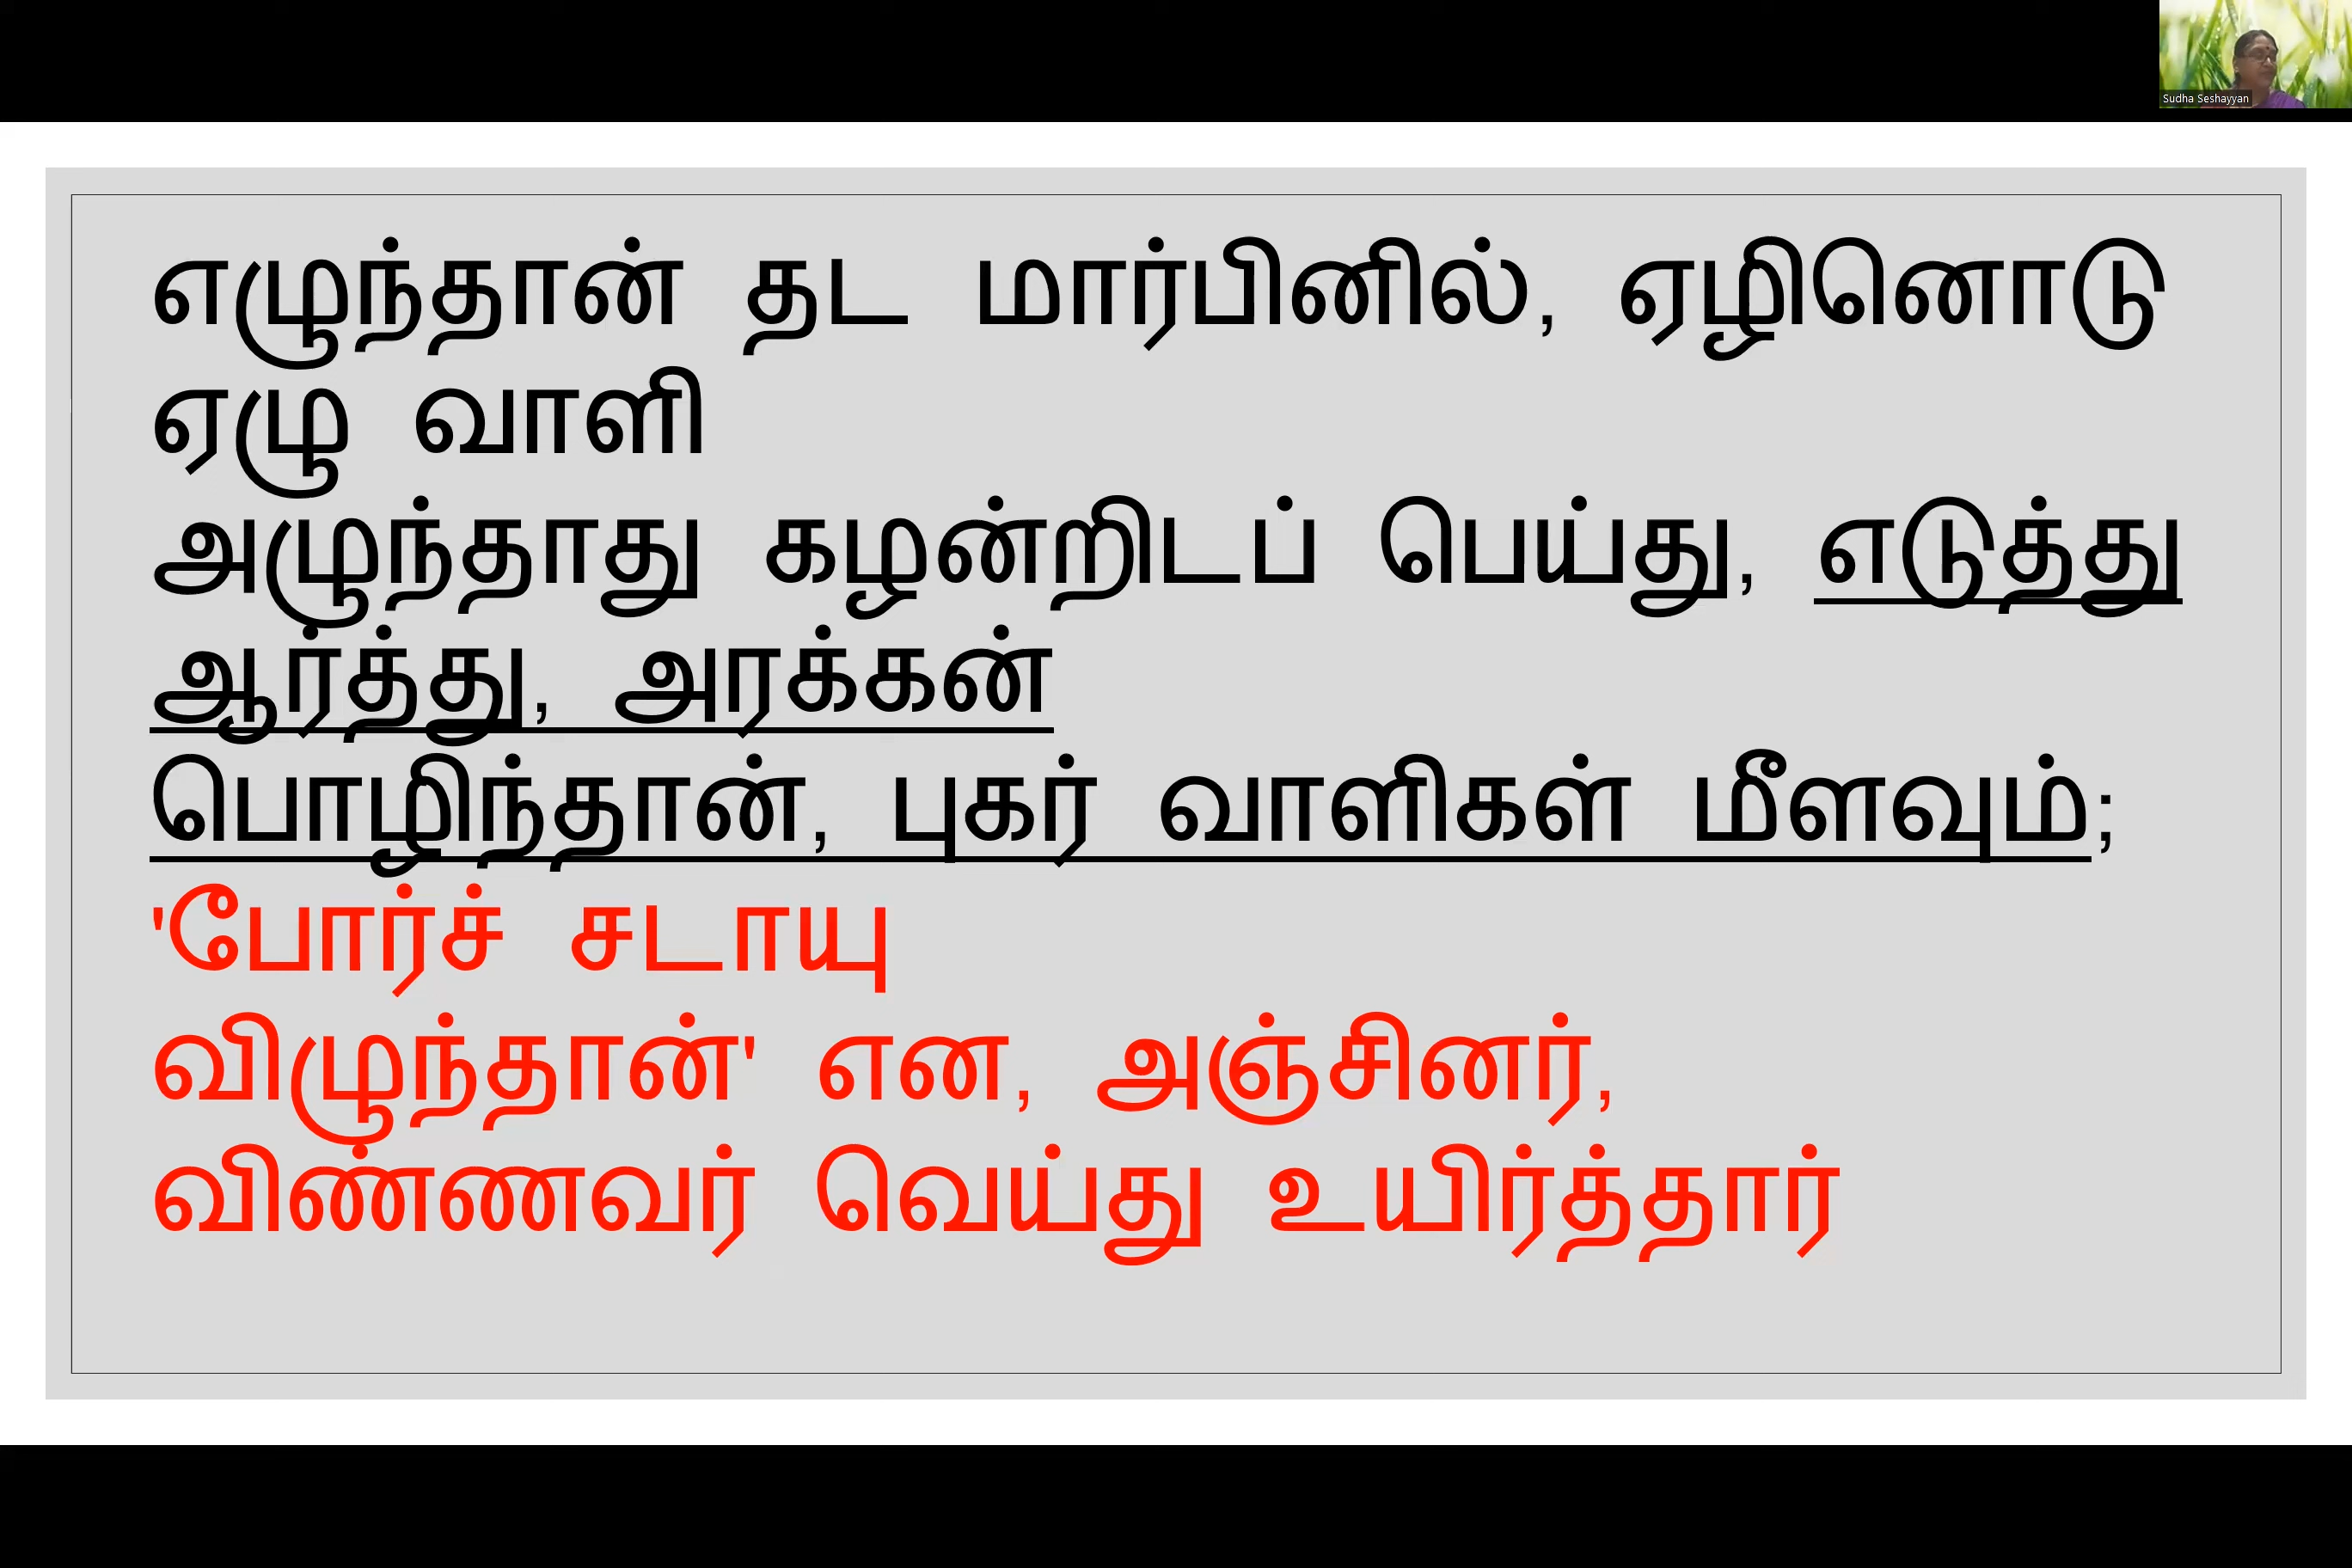 Sudha Seshayyan
எழுந்தான் தட மார்பினில், ஏழினொடு
ஏழு வாளி
அழுந்தாது கழன்றிடப் பெய்து, எடுத்து
ஆர்த்து, அரக்கன்
பொழிந்தான், புகர் வாளிகள் மீளவும்;
'போர்ச் சடாயு
விழுந்தான்' என, அஞ்சினர்,
விண்ணவர் வெய்து உயிர்த்தார்